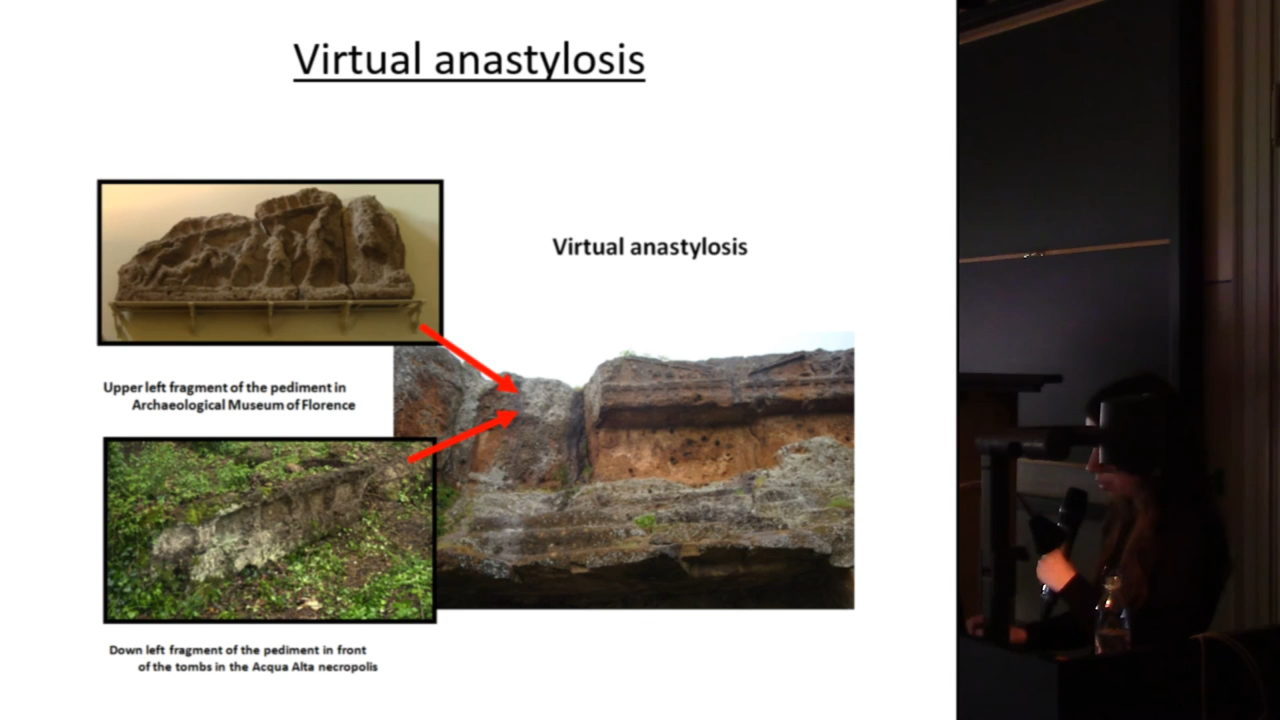 Virtual anastylosis
Virtual anastylosis
Upper left fragment of the pediment in
Archaeological Museum of Florence
Down left fragment of the pediment in front
of the tombs in the Acqua Alta necropolis